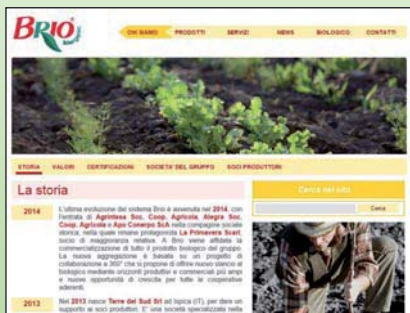 BRIO
CHI SIAMO PRODOTTI SERVIZI NEWS BIOLOGICO CONTATTI
STORIA VALORI CERTIFICAZIONI SOCIETA' DEL GRUPPO SOCI PRODUTTORI
La storia
Cerca nel sito
Cerca
2014
L'ultima evoluzione del sistema Brio è avvenuta nel 2014, con
l'entrata di Agrintesa Soc. Coop. Agricola, Alegra Soc.
Coop. Agricola e Apo Conerpo ScA nella compagine sociale
storica, nella quale rimane protagonista La Primavera Scarl,
socio di maggioranza relativa. A Brio viene affidata la
commercializzazione di tutto il prodotto biologico del gruppo.
La nuova aggregazione è basata su un progetto di
collaborazione a 360° che si propone di offrire nuovo slancio al
biologico mediante orizzonti produttivi e commerciali più ampi
e nuove opportunità di crescita per tutte le cooperative
aderenti.
2013
Nel 2013 nasce Terre del Sud Srl ad Ispica (IT), per dare un
supporto ai soci produttori. E' una società specializzata nella